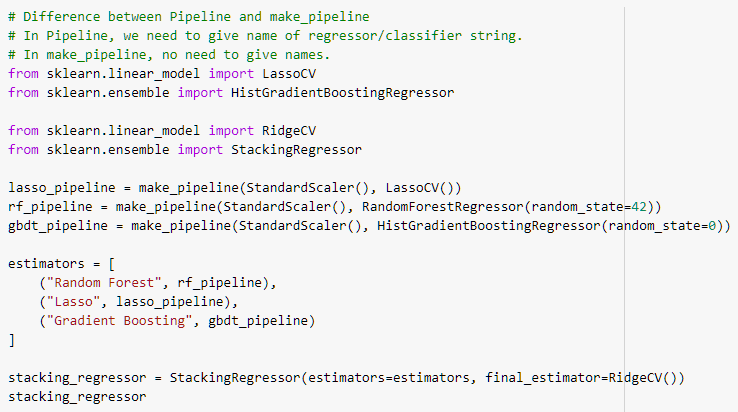 # Difference between Pipeline and make_pipeline
# In Pipeline, we need to give name of regressor/classifier string.
# In make_pipeline, no need to give names.
from sklearn.linear_model import LassoCV
from sklearn.ensemble import HistGradientBoostingRegressor

from sklearn.linear_model import RidgeCV
from sklearn.ensemble import StackingRegressor

lasso_pipeline = make_pipeline(StandardScaler(), LassoCV())
rf_pipeline = make_pipeline(StandardScaler(), RandomForestRegressor(random_state=42))
gbdt_pipeline = make_pipeline(StandardScaler(), HistGradientBoostingRegressor(random_state=0))

estimators = [
    ("Random Forest", rf_pipeline),
    ("Lasso", lasso_pipeline),
    ("Gradient Boosting", gbdt_pipeline)
]

stacking_regressor = StackingRegressor(estimators=estimators, final_estimator=RidgeCV())
stacking_regressor